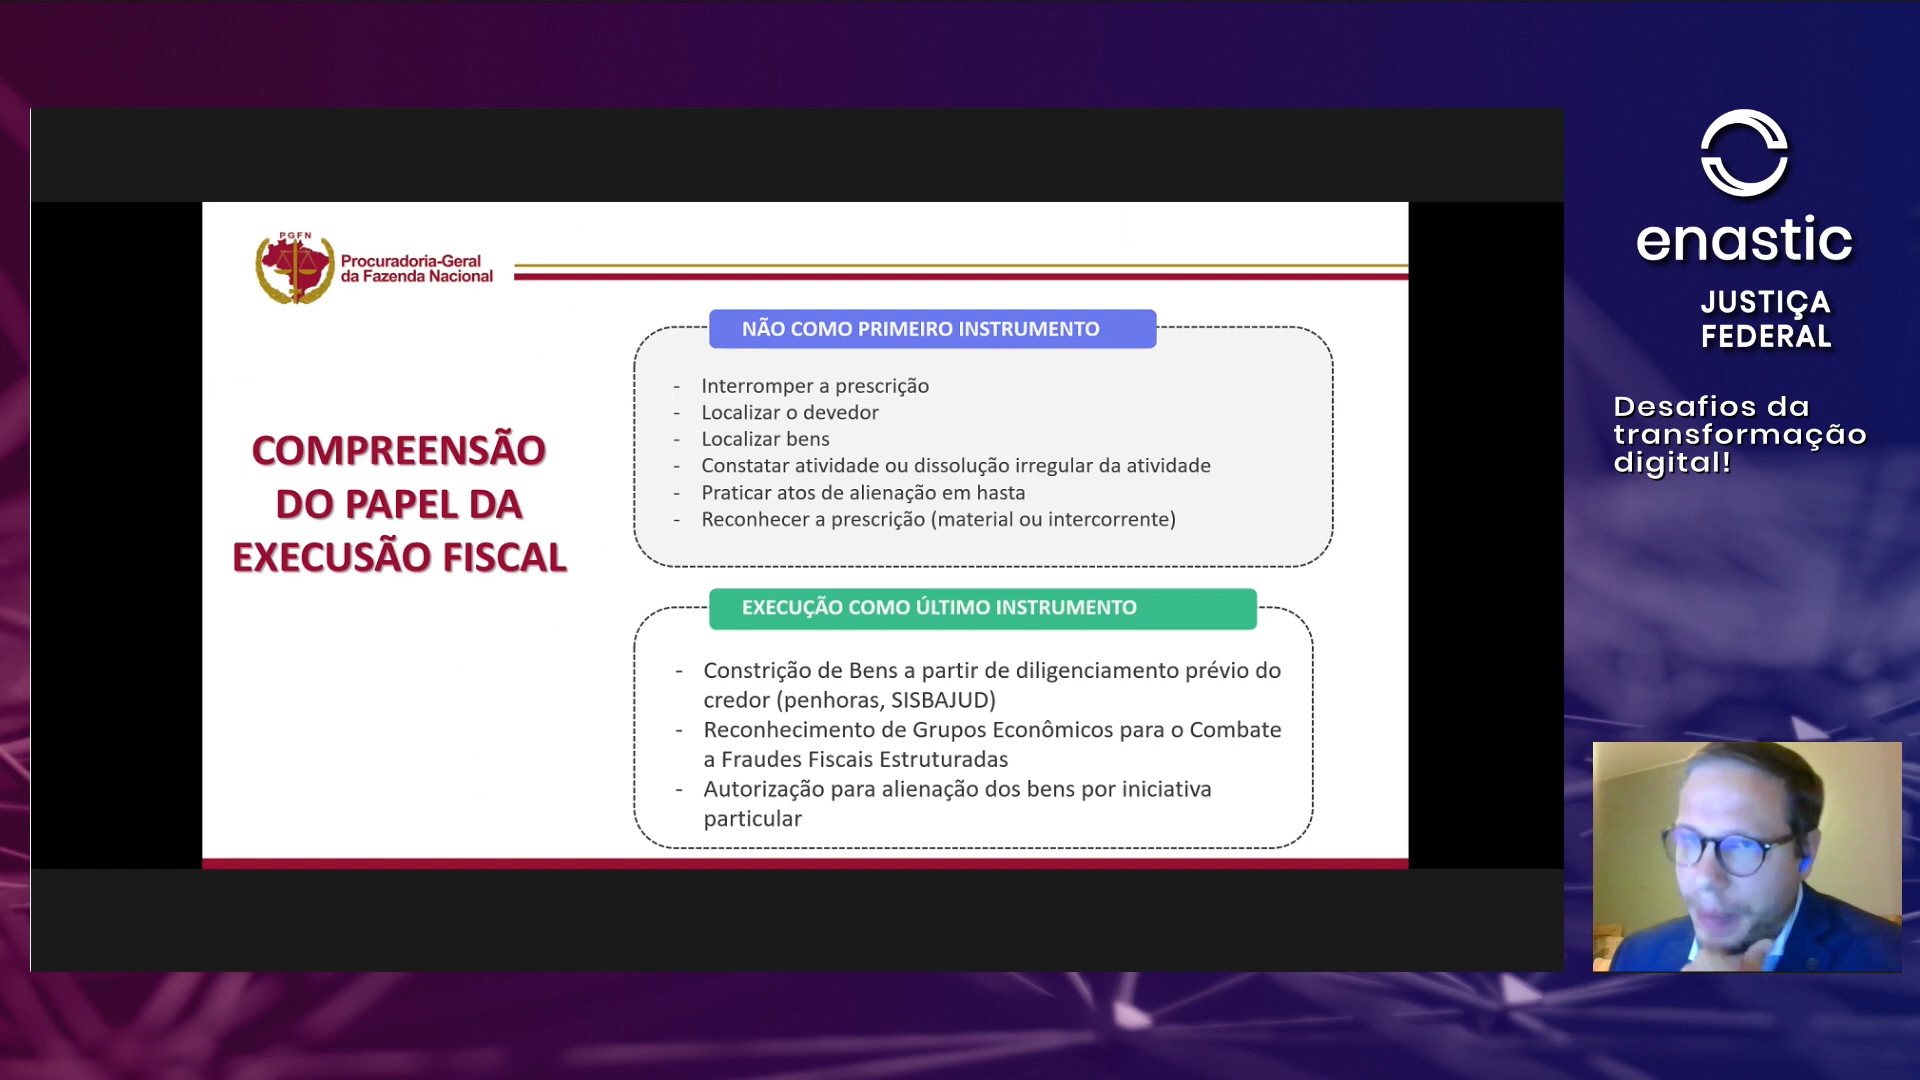 PGFN
Procuradoria-Geral
da Fazenda Nacional
COMPREENSÃO
DO PAPEL DA
EXECUSÃO FISCAL
NÃO COMO PRIMEIRO INSTRUMENTO
- Interromper a prescrição
- Localizar o devedor
- Localizar bens
- Constatar atividade ou dissolução irregular da atividade
- Praticar atos de alienação em hasta
- Reconhecer a prescrição (material ou intercorrente)
EXECUÇÃO COMO ÚLTIMO INSTRUMENTO
- Constrição de Bens a partir de diligenciamento prévio do
credor (penhoras, SISBAJUD)
- Reconhecimento de Grupos Econômicos para o Combate
a Fraudes Fiscais Estruturadas
- Autorização para alienação dos bens por iniciativa
particular
enastic
JUSTIÇA
FEDERAL
Desafios da
transformação
digital!